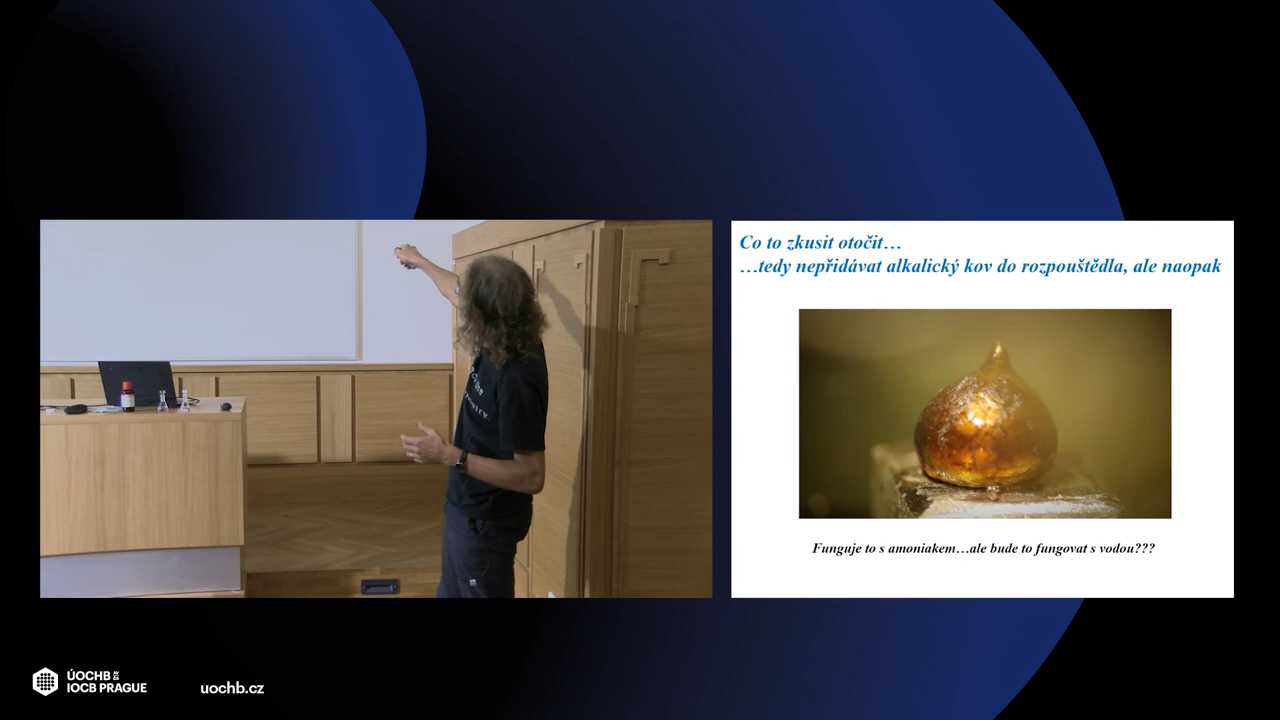 Co to zkusit otočit…
…tedy nepřidávat alkalický kov do rozpouštědla, ale naopak
Funguje to s amoniakem…ale bude to fungovat s vodou???
ÚOCHB
IOCB PRAGUE
uochb.cz